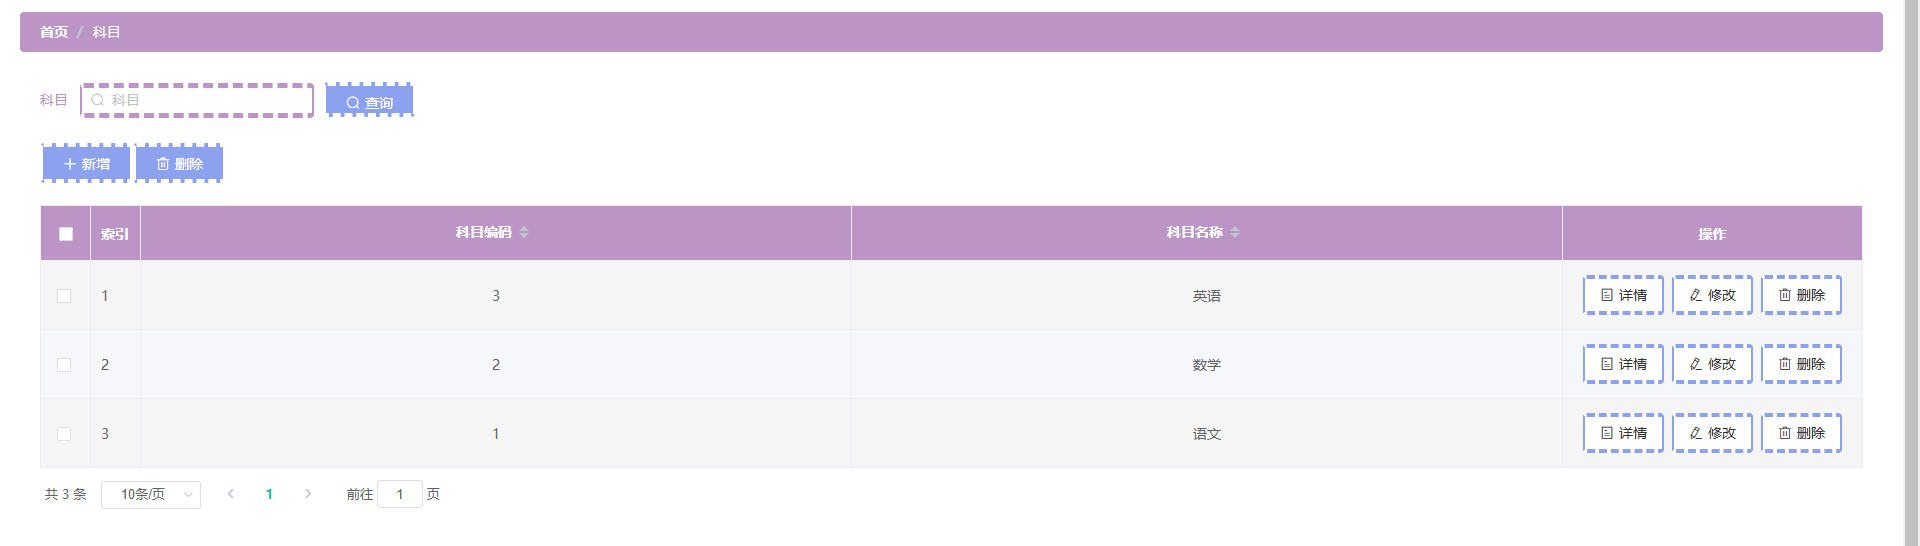 首页 / 科目
科目 科目 查询
新增 删除
索引 科目编码 科目名称 操作
1 3 英语 详情 修改 删除
2 2 数学 详情 修改 删除
3 1 语文 详情 修改 删除
共 3 条 10条/页 1 前往 1 页